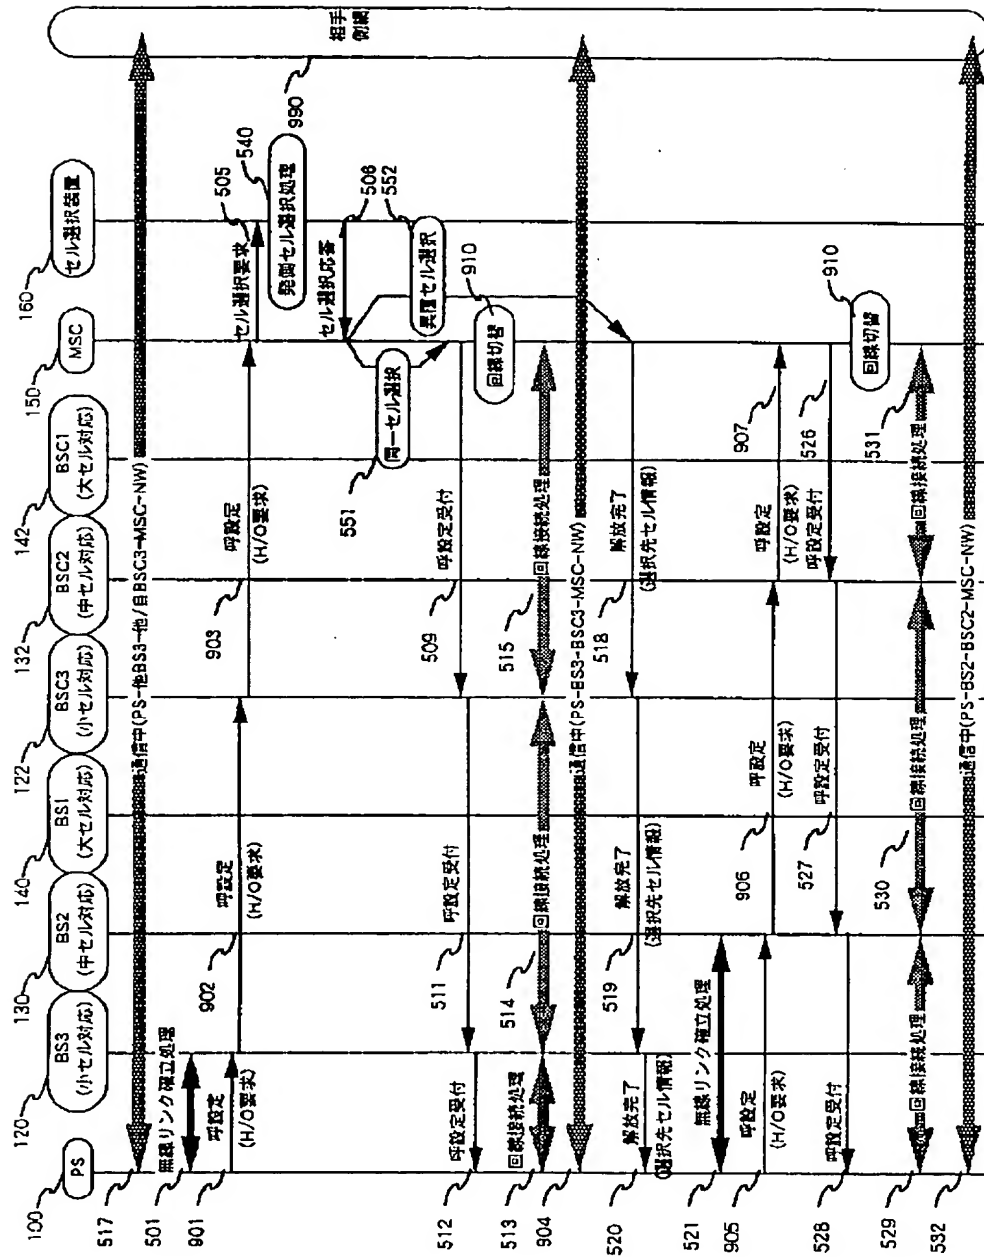 100
PS
120
BS3
(小セル対応)
130
BS2
(中セル対応)
140
BS1
(大セル対応)
122
BSC3
(小セル対応)
132
BSC2
(中セル対応)
142
BSC1
(大セル対応)
150
MSC
160
セル選択装置
相手
側網
990
517
通信中(PS-他BS3-他/自BSC3-MSC-NW)
501
無線リンク確立処理
901
呼設定
(H/O要求)
902
呼設定
(H/O要求)
903
呼設定
(H/O要求)
セル選択要求
505
540
発側セル選択処理
セル選択応答
508
552
異種セル選択
551
同一セル選択
910
回線切替
509
呼設定受付
511
呼設定受付
512
呼設定受付
513
回線接続処理
514
回線接続処理
515
回線接続処理
904
通信中(PS-BS3-BSC3-MSC-NW)
518
解放完了
(選択先セル情報)
519
解放完了
(選択先セル情報)
520
解放完了
(選択先セル情報)
521
無線リンク確立処理
905
呼設定
(H/O要求)
906
呼設定
(H/O要求)
907
呼設定
(H/O要求)
526
呼設定受付
527
呼設定受付
528
呼設定受付
910
回線切替
529
回線接続処理
530
回線接続処理
531
回線接続処理
532
通信中(PS-BS2-BSC2-MSC-NW)